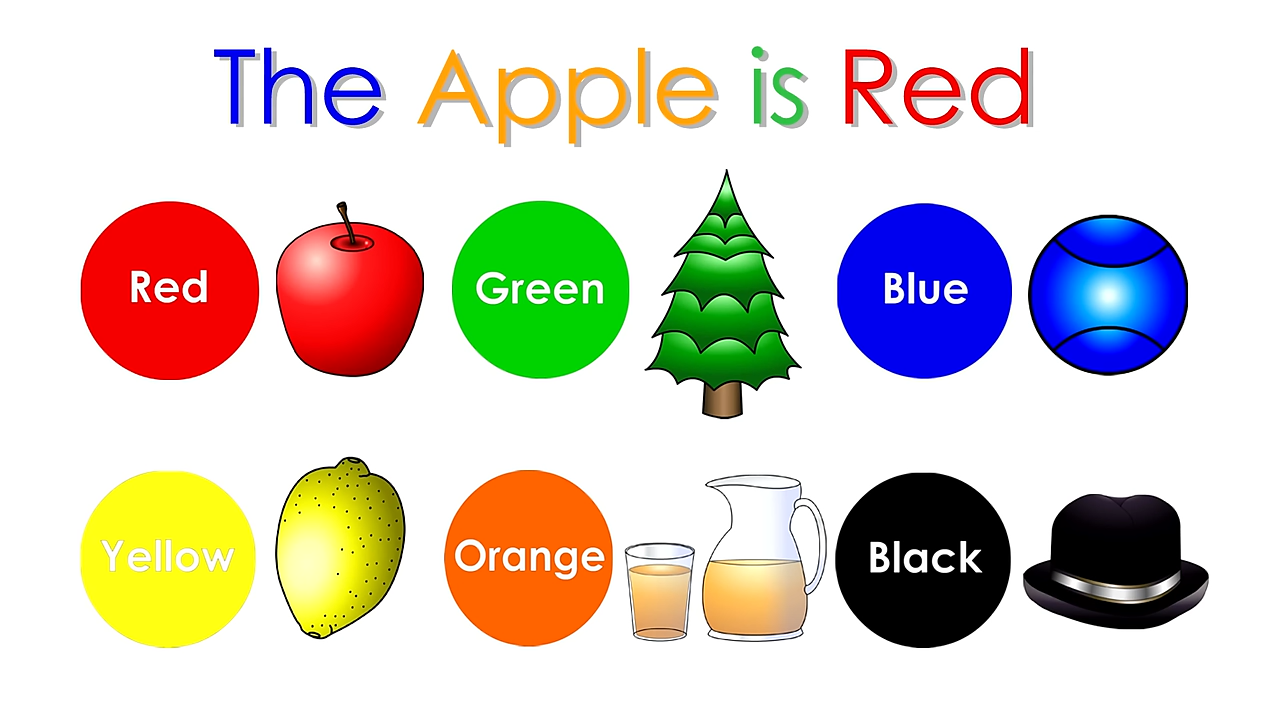 The Apple is Red
Red
Green
Blue
Yellow
Orange
Black